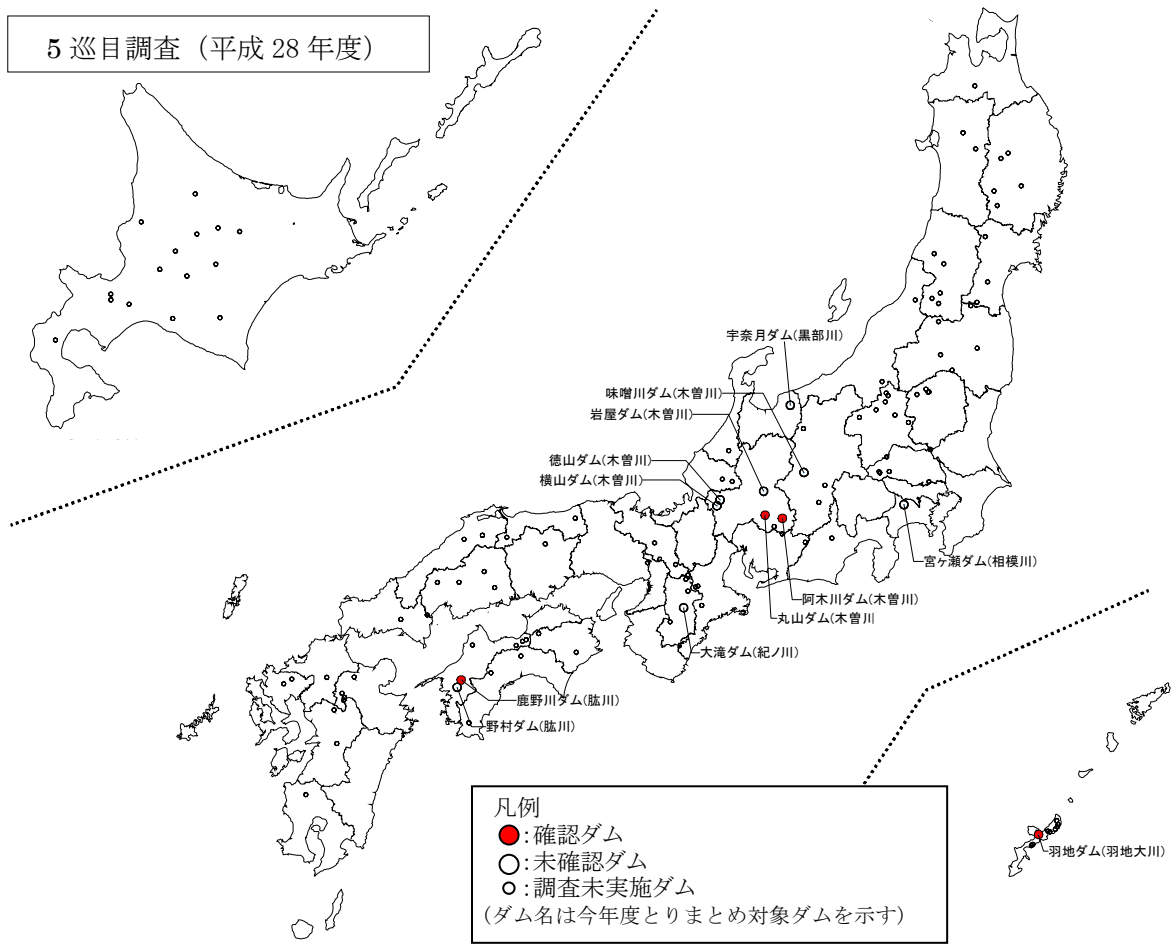 5 巡目調査（平成 28 年度）
宇奈月ダム(黒部川)
味噌川ダム(木曽川)
岩屋ダム(木曽川)
徳山ダム(木曽川)
横山ダム(木曽川)
宮ヶ瀬ダム(相模川)
阿木川ダム(木曽川)
丸山ダム(木曽川
大滝ダム(紀ノ川)
鹿野川ダム(肱川)
野村ダム(肱川)
羽地ダム(羽地大川)
凡例
：確認ダム
：未確認ダム
：調査未実施ダム
（ダム名は今年度とりまとめ対象ダムを示す）